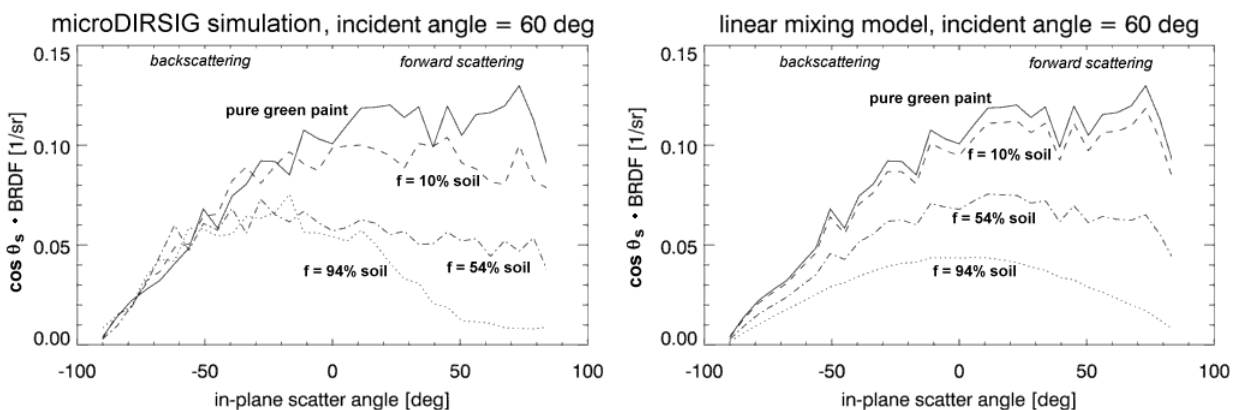 microDIRSIG simulation, incident angle = 60 deg
0.15
0.10
0.05
0.00
cos θs • BRDF [1/sr]
backscattering
forward scattering
pure green paint
f = 10% soil
f = 94% soil
f = 54% soil
-100
-50
0
50
100
in-plane scatter angle [deg]
linear mixing model, incident angle = 60 deg
0.15
0.10
0.05
0.00
cos θs • BRDF [1/sr]
backscattering
forward scattering
pure green paint
f = 10% soil
f = 54% soil
f = 94% soil
-100
-50
0
50
100
in-plane scatter angle [deg]